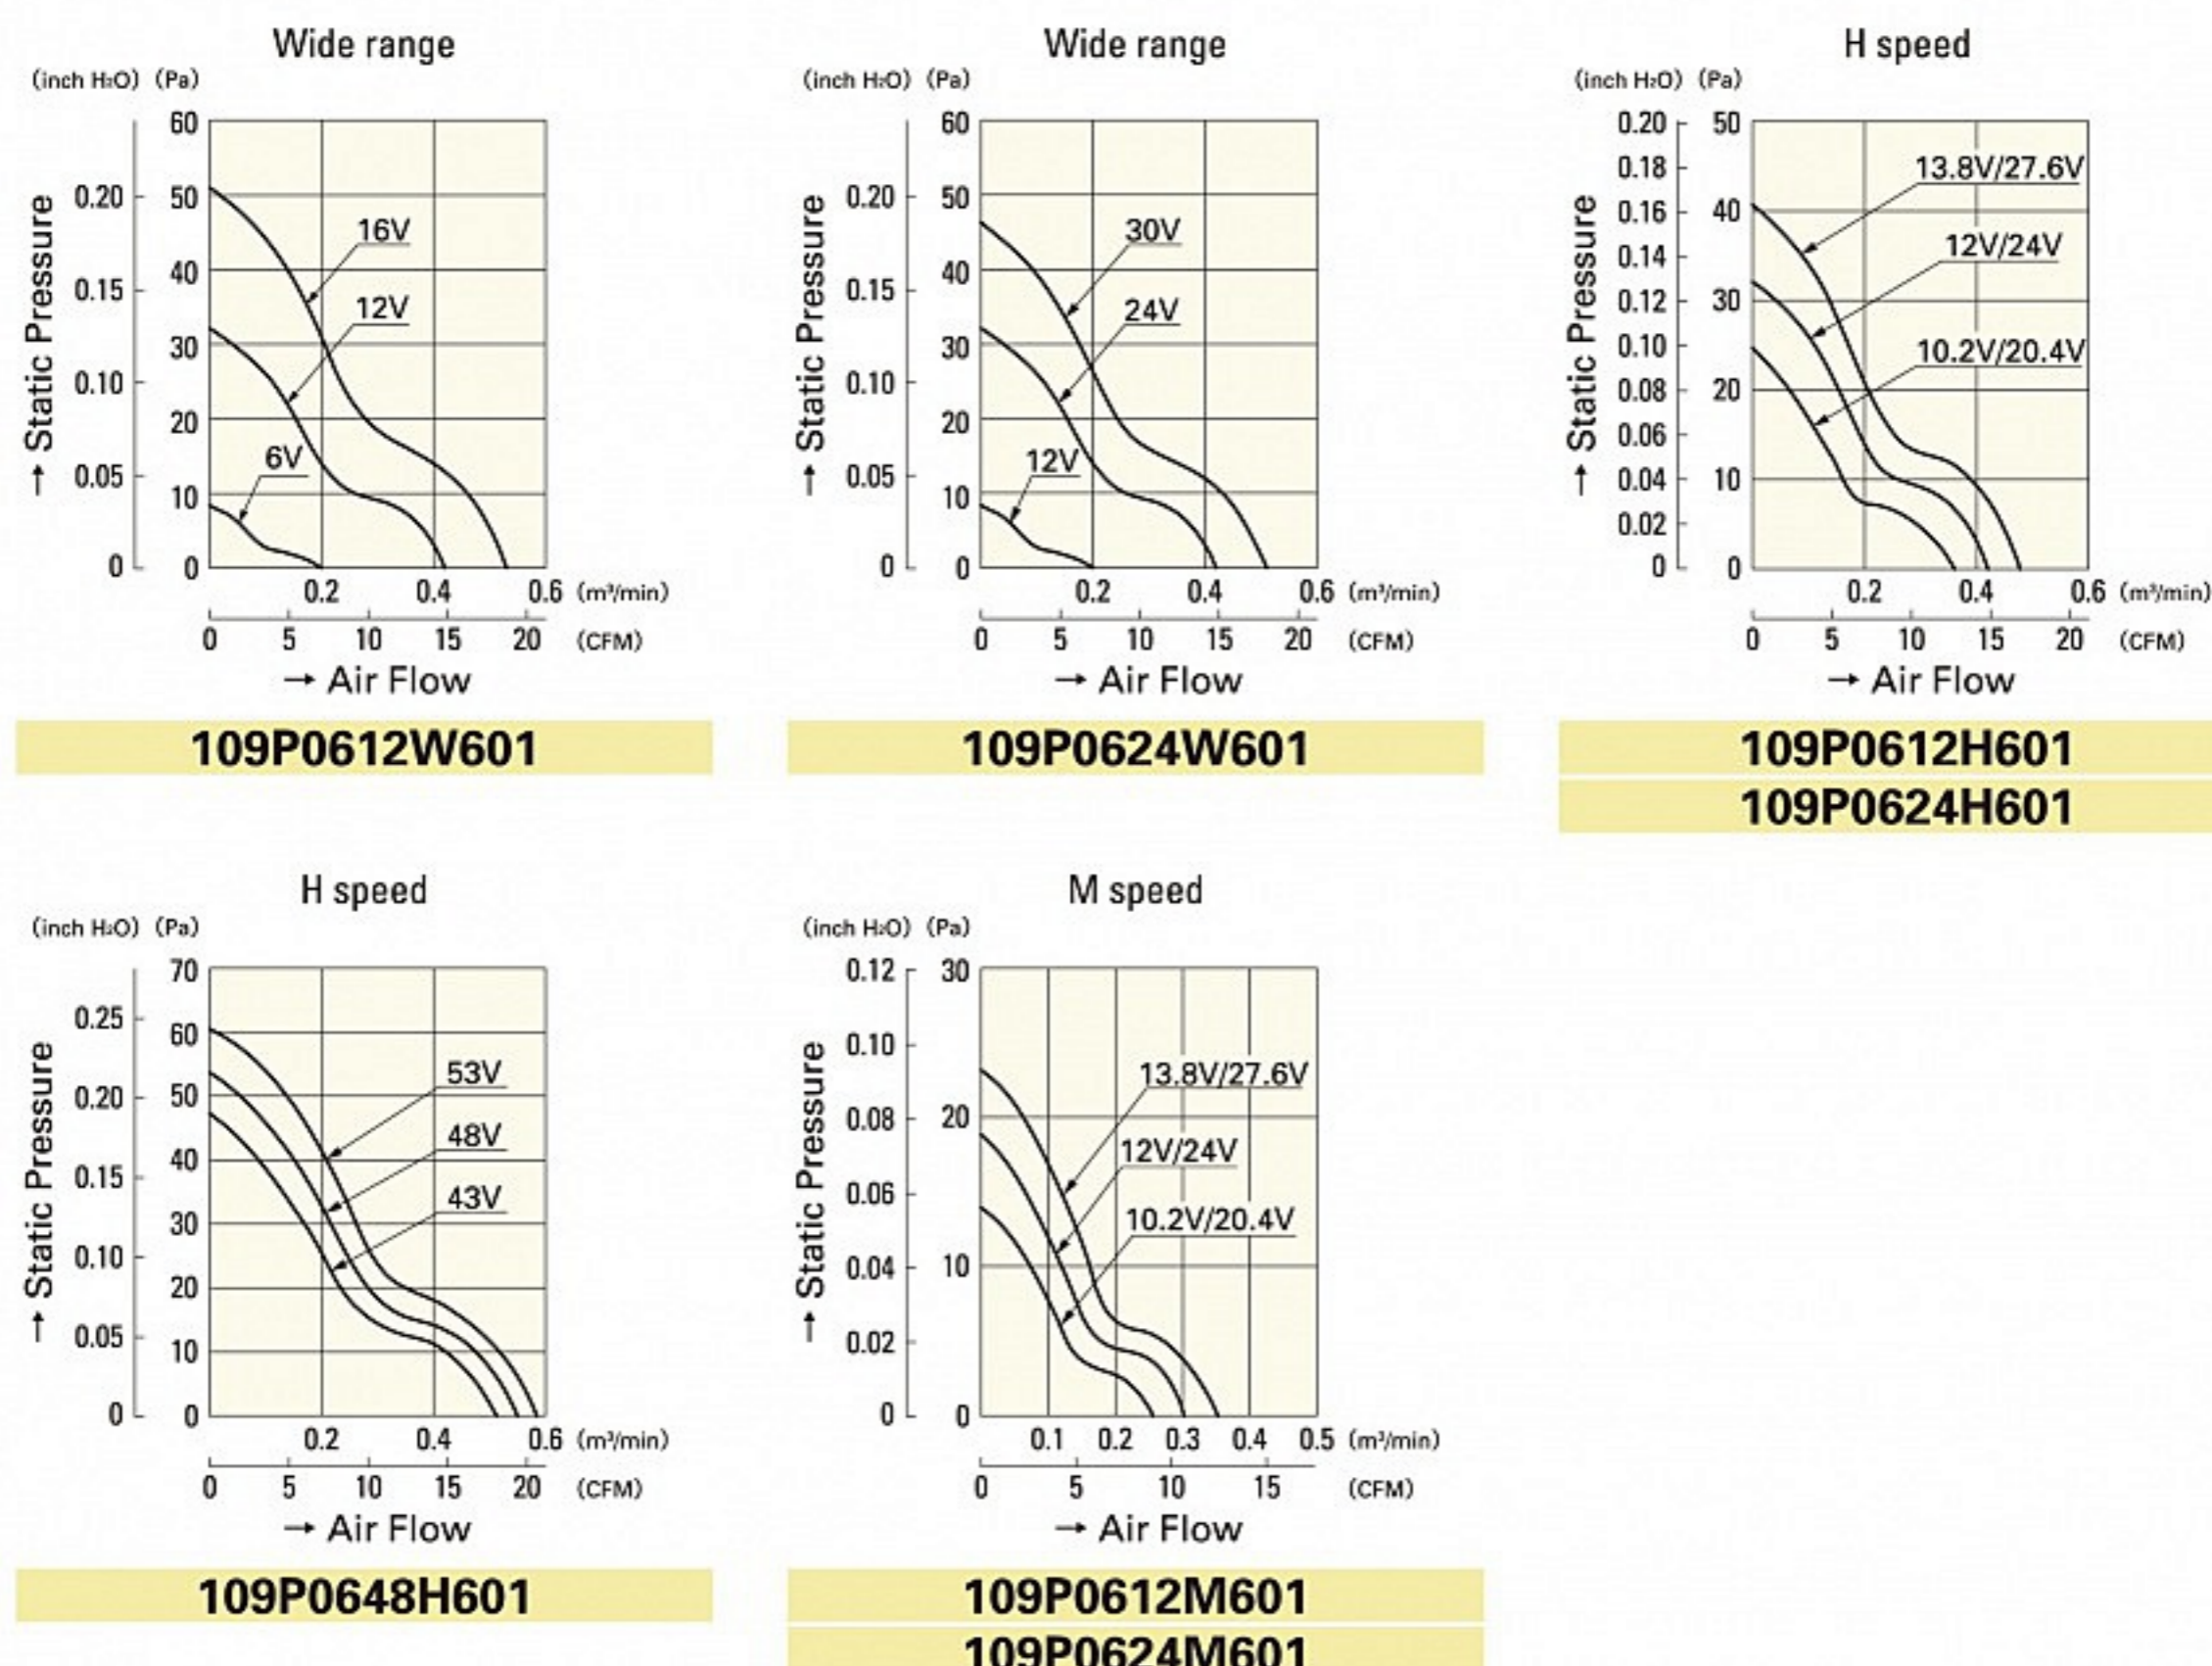 Wide range
(inch H₂O) (Pa)
60
0.20 50
40
0.15
30
0.10
20
0.05
10
0 0
→ Static Pressure
16V
12V
6V
0.2 0.4 0.6 (m³/min)
0 5 10 15 20 (CFM)
→ Air Flow
109P0612W601
Wide range
(inch H₂O) (Pa)
60
0.20 50
40
0.15
30
0.10
20
0.05
10
0 0
→ Static Pressure
30V
24V
12V
0.2 0.4 0.6 (m³/min)
0 5 10 15 20 (CFM)
→ Air Flow
109P0624W601
H speed
(inch H₂O) (Pa)
0.20 50
0.18
0.16 40
0.14
0.12 30
0.10
0.08 20
0.06
0.04 10
0.02
0 0
→ Static Pressure
13.8V/27.6V
12V/24V
10.2V/20.4V
0.2 0.4 0.6 (m³/min)
0 5 10 15 20 (CFM)
→ Air Flow
109P0612H601
109P0624H601
H speed
(inch H₂O) (Pa)
70
0.25
60
50
0.20
40
0.15
30
0.10
20
0.05
10
0 0
→ Static Pressure
53V
48V
43V
0.2 0.4 0.6 (m³/min)
0 5 10 15 20 (CFM)
→ Air Flow
109P0648H601
M speed
(inch H₂O) (Pa)
0.12 30
0.10
0.08 20
0.06
0.04 10
0.02
0 0
→ Static Pressure
13.8V/27.6V
12V/24V
10.2V/20.4V
0.1 0.2 0.3 0.4 0.5 (m³/min)
0 5 10 15 (CFM)
→ Air Flow
109P0612M601
109P0624M601